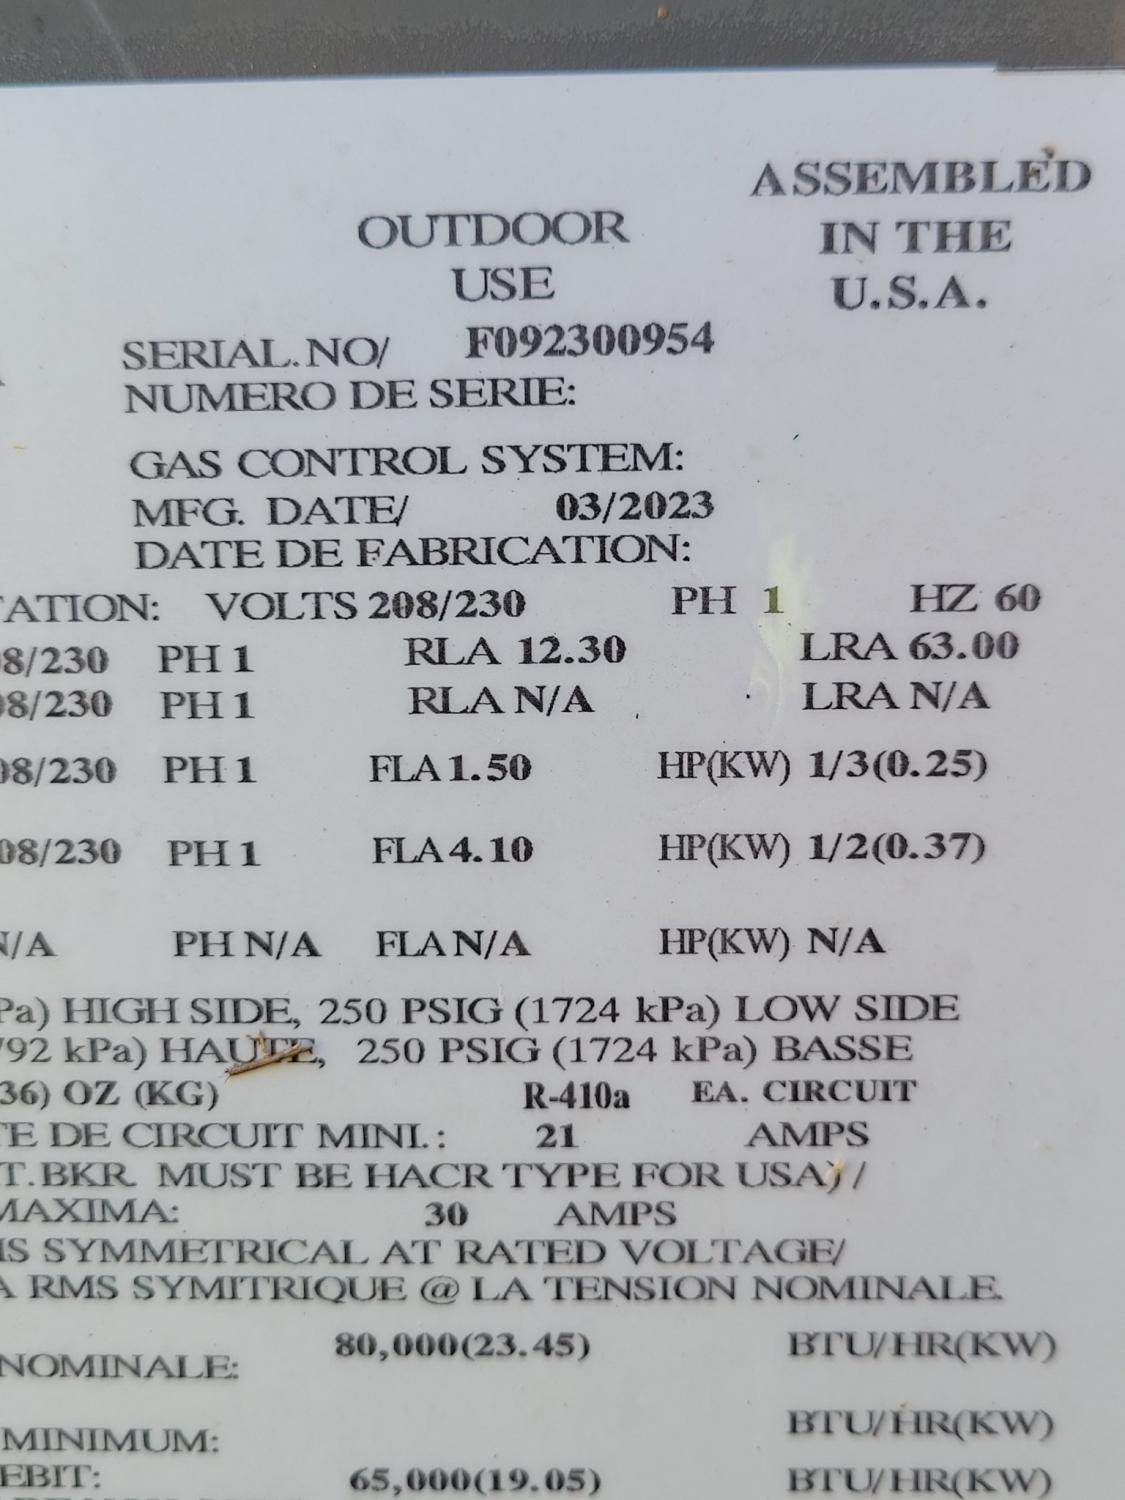 ASSEMBLED
IN THE
U.S.A.
OUTDOOR
USE
SERIAL.NO/ F092300954
NUMERO DE SERIE:
GAS CONTROL SYSTEM:
MFG. DATE/ 03/2023
DATE DE FABRICATION:
TATION: VOLTS 208/230 PH 1 HZ 60
08/230 PH 1 RLA 12.30 LRA 63.00
08/230 PH 1 RLA N/A LRA N/A
08/230 PH 1 FLA 1.50 HP(KW) 1/3(0.25)
08/230 PH 1 FLA 4.10 HP(KW) 1/2(0.37)
N/A PH N/A FLA N/A HP(KW) N/A
Pa) HIGH SIDE, 250 PSIG (1724 kPa) LOW SIDE
792 kPa) HAUTE, 250 PSIG (1724 kPa) BASSE
36) OZ (KG) R-410a EA. CIRCUIT
TE DE CIRCUIT MINI.: 21 AMPS
T.BKR. MUST BE HACR TYPE FOR USA) /
MAXIMA: 30 AMPS
MS SYMMETRICAL AT RATED VOLTAGE/
A RMS SYMITRIQUE @ LA TENSION NOMINALE.
80,000(23.45) BTU/HR(KW)
NOMINALE:
BTU/HR(KW)
MINIMUM:
EBIT: 65,000(19.05) BTU/HR(KW)